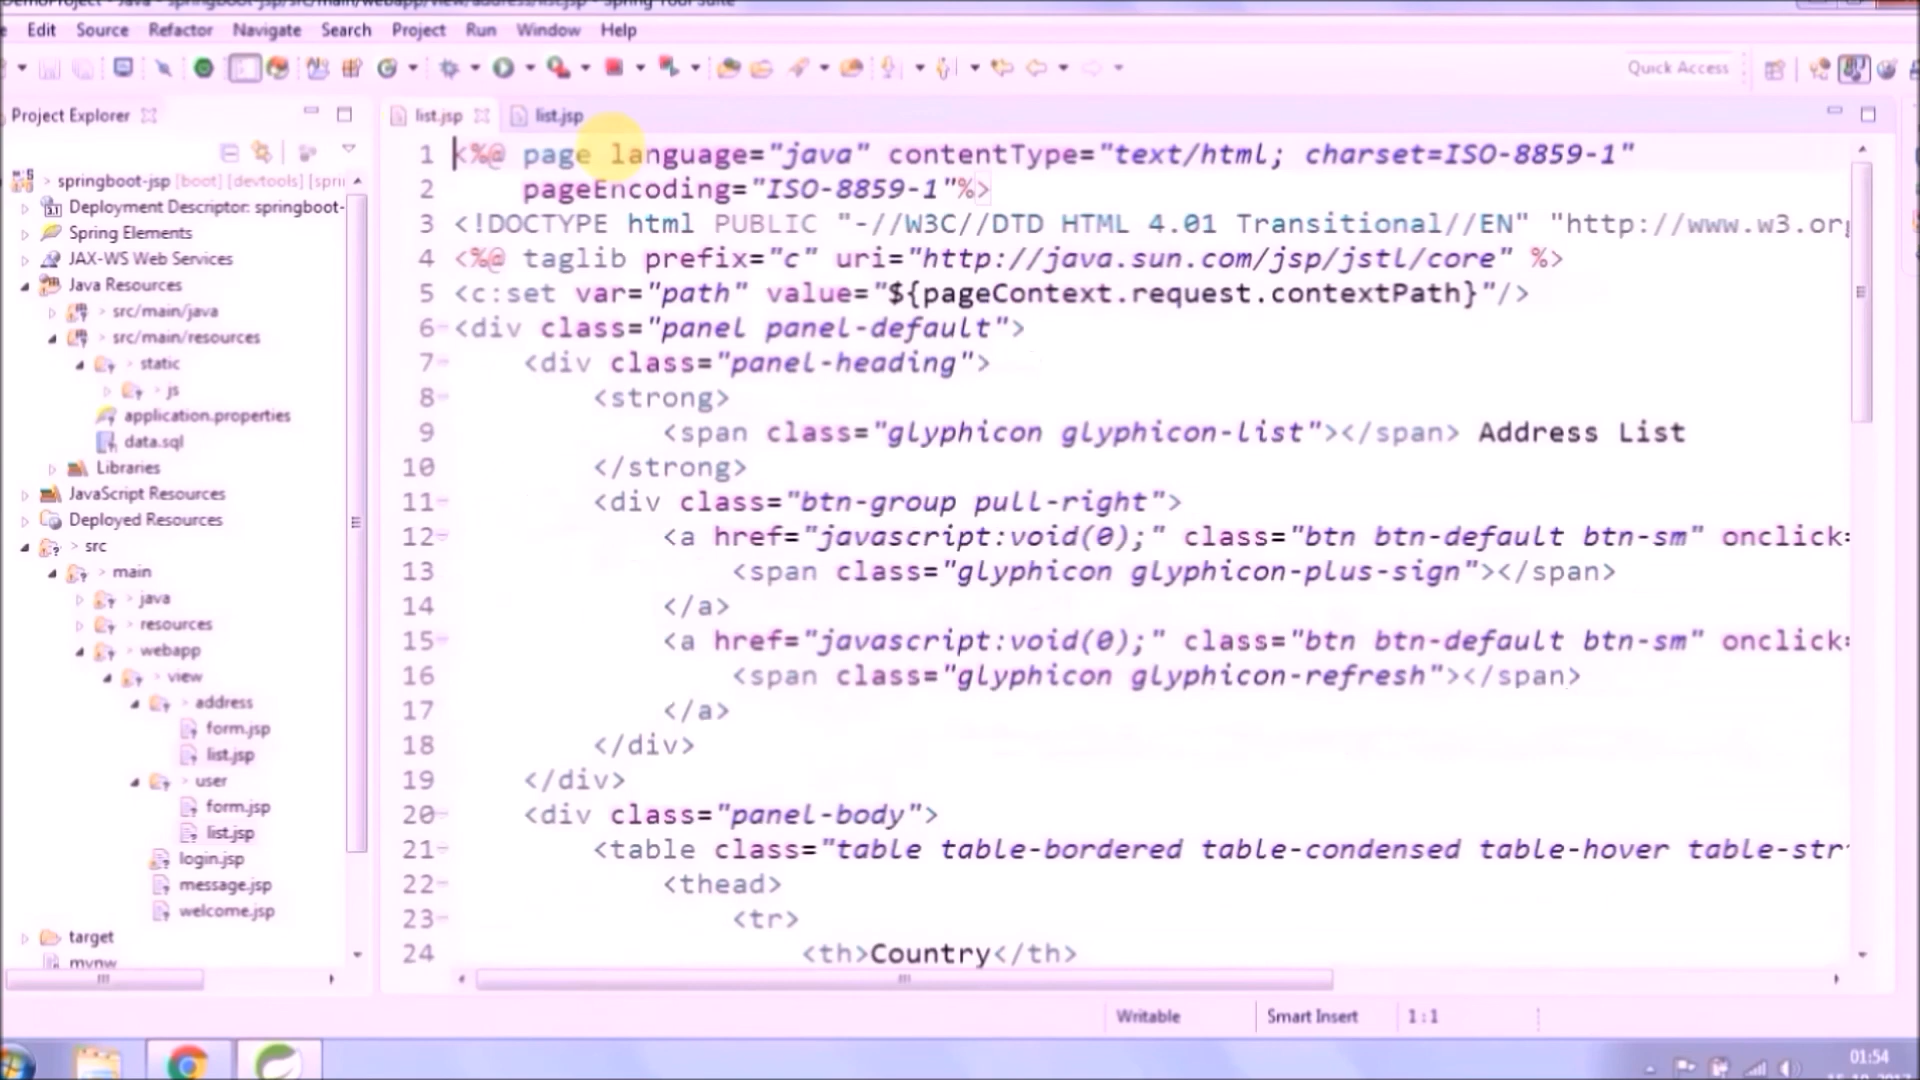 Edit Source Refactor Navigate Search Project Run Window Help
Quick Access
Project Explorer
list.jsp
list.jsp
springboot-jsp [boot] [devtools]
Deployment Descriptor: springboot-
Spring Elements
JAX-WS Web Services
Java Resources
src/main/java
src/main/resources
static
js
application.properties
data.sql
Libraries
JavaScript Resources
Deployed Resources
src
main
java
resources
webapp
view
address
form.jsp
list.jsp
user
form.jsp
list.jsp
login.jsp
message.jsp
welcome.jsp
target
mvnw
1 <%@ page language="java" contentType="text/html; charset=ISO-8859-1"
2 pageEncoding="ISO-8859-1"%>
3 <!DOCTYPE html PUBLIC "-//W3C//DTD HTML 4.01 Transitional//EN" "http://www.w3.org
4 <%@ taglib prefix="c" uri="http://java.sun.com/jsp/jstl/core" %>
5 <c:set var="path" value="${pageContext.request.contextPath}"/>
6 <div class="panel panel-default">
7 <div class="panel-heading">
8 <strong>
9 <span class="glyphicon glyphicon-list"></span> Address List
10 </strong>
11 <div class="btn-group pull-right">
12 <a href="javascript:void(0);" class="btn btn-default btn-sm" onclick=
13 <span class="glyphicon glyphicon-plus-sign"></span>
14 </a>
15 <a href="javascript:void(0);" class="btn btn-default btn-sm" onclick=
16 <span class="glyphicon glyphicon-refresh"></span>
17 </a>
18 </div>
19 </div>
20 <div class="panel-body">
21 <table class="table table-bordered table-condensed table-hover table-str
22 <thead>
23 <tr>
24 <th>Country</th>
Writable Smart Insert 1 : 1
01:54